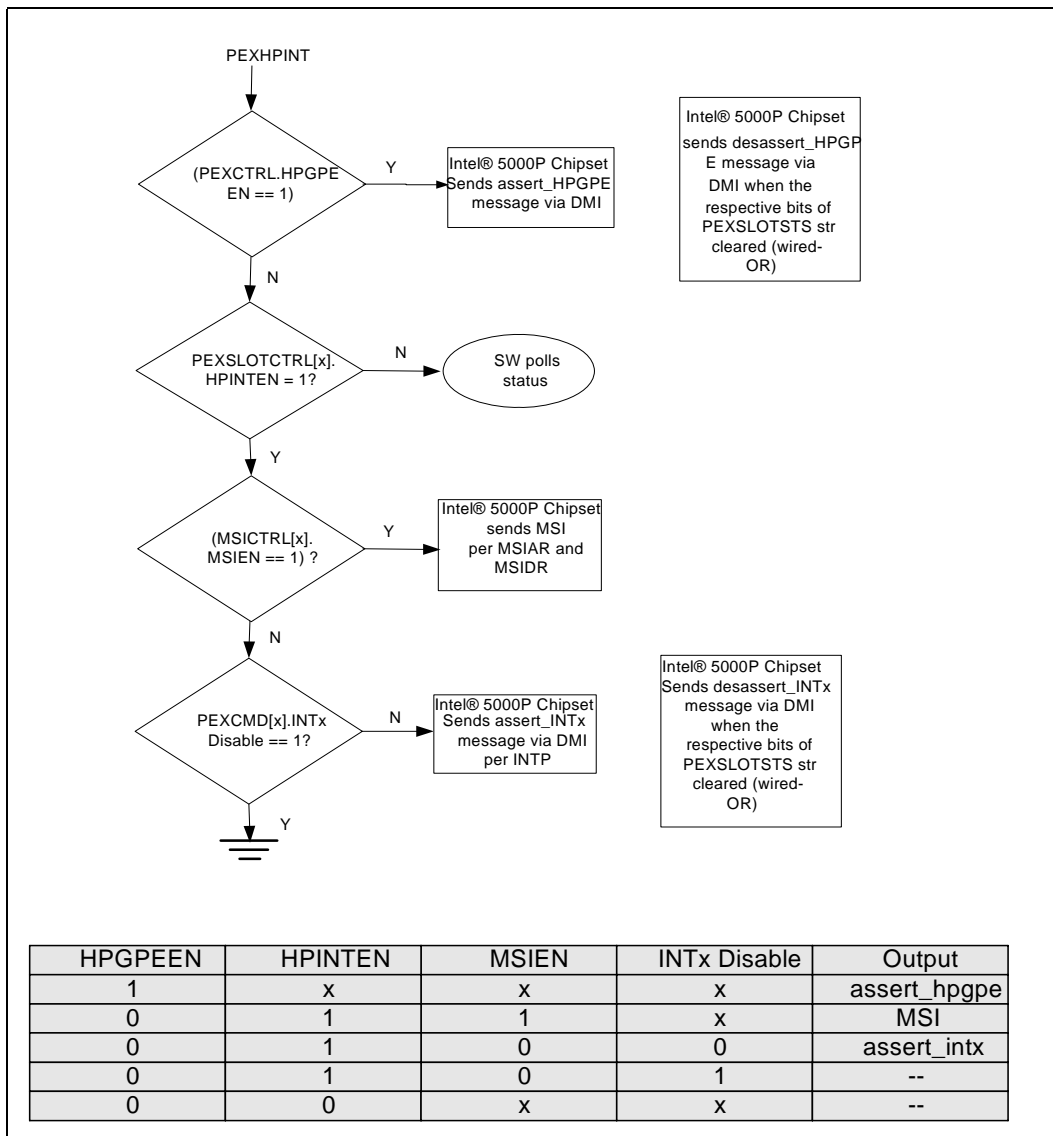 PEXHPINT
(PEXCTRL.HPGPE
EN == 1)
Y
Intel® 5000P Chipset
Sends assert_HPGPE
message via DMI
Intel® 5000P Chipset
sends desassert_HPGP
E message via
DMI when the
respective bits of
PEXSLOTSTS str
cleared (wired-
OR)
N
PEXSLOTCTRL[x].
HPINTEN = 1?
N
SW polls
status
Y
(MSICTRL[x].
MSIEN == 1) ?
Y
Intel® 5000P Chipset
sends MSI
per MSIAR and
MSIDR
N
PEXCMD[x].INTx
Disable == 1?
N
Intel® 5000P Chipset
Sends assert_INTx
message via DMI
per INTP
Intel® 5000P Chipset
Sends desassert_INTx
message via DMI
when the
respective bits of
PEXSLOTSTS str
cleared (wired-
OR)
Y
HPGPEEN HPINTEN MSIEN INTx Disable Output
1 x x x assert_hpgpe
0 1 1 x MSI
0 1 0 0 assert_intx
0 1 0 1 --
0 0 x x --